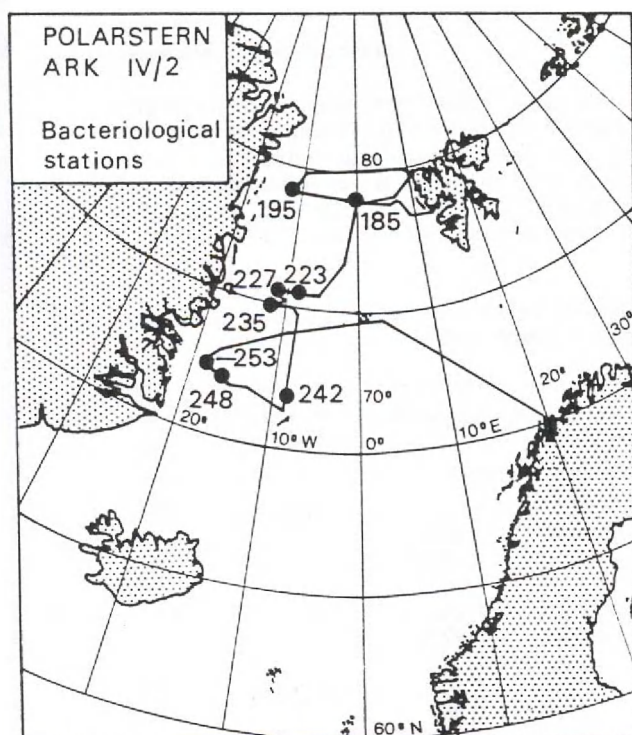 POLARSTERN
ARK IV/2
Bacteriological
stations
80
195
185
227 223
235
253
248
242
70°
30°
20°
20°
10° W
0°
10° E
60° N